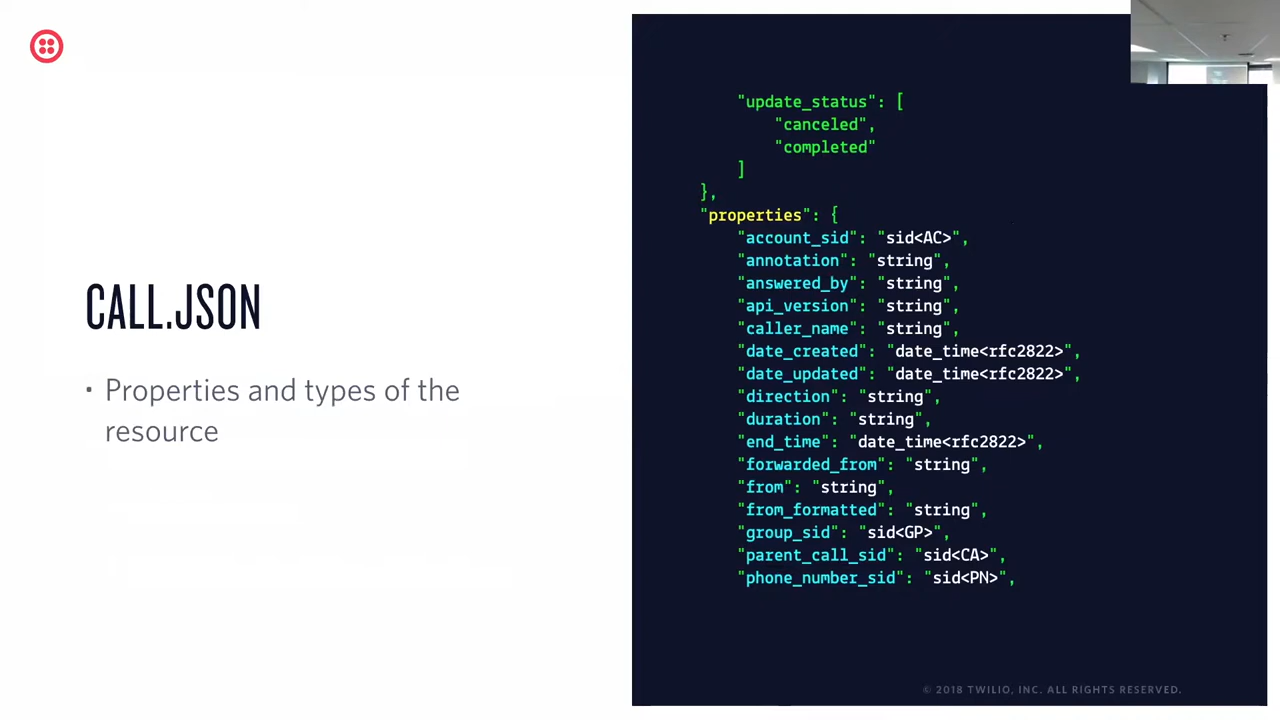 CALL.JSON
• Properties and types of the
resource
"update_status": [
"canceled",
"completed"
]
},
"properties": {
"account_sid": "sid<AC>",
"annotation": "string",
"answered_by": "string",
"api_version": "string",
"caller_name": "string",
"date_created": "date_time<rfc2822>",
"date_updated": "date_time<rfc2822>",
"direction": "string",
"duration": "string",
"end_time": "date_time<rfc2822>",
"forwarded_from": "string",
"from": "string",
"from_formatted": "string",
"group_sid": "sid<GP>",
"parent_call_sid": "sid<CA>",
"phone_number_sid": "sid<PN>",
© 2018 TWILIO, INC. ALL RIGHTS RESERVED.